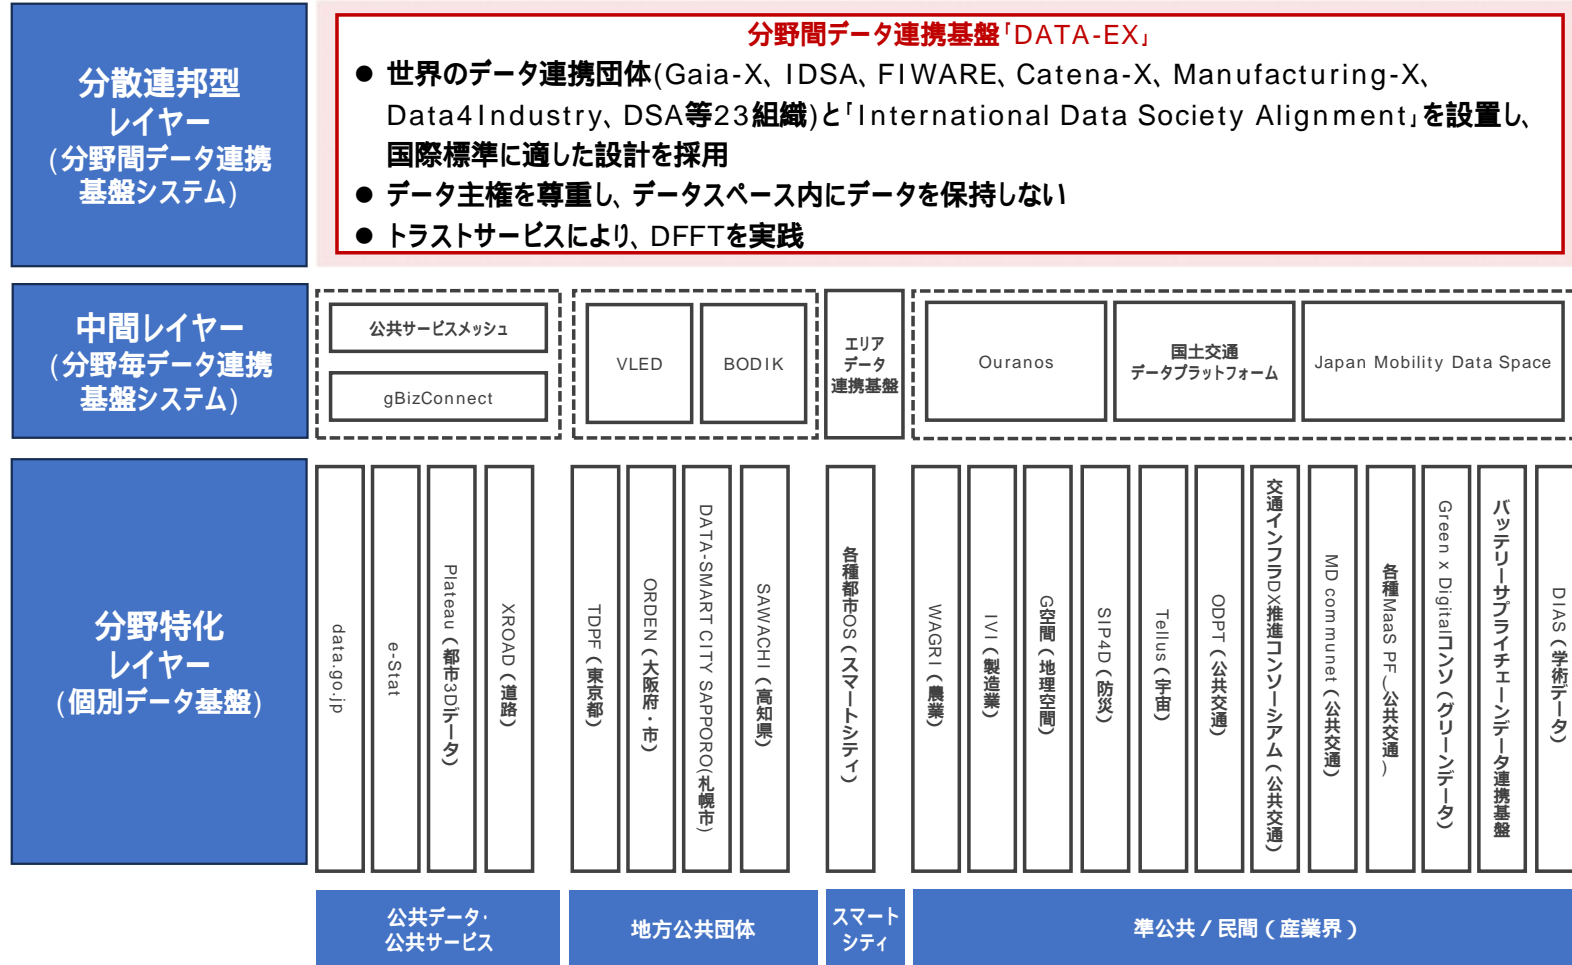 分散連邦型
レイヤー
(分野間データ連携
基盤システム)
分野間データ連携基盤「DATA-EX」
● 世界のデータ連携団体(Gaia-X、IDSA、FIWARE、Catena-X、Manufacturing-X、
Data4Industry、DSA等23組織)と「International Data Society Alignment」を設置し、
国際標準に適した設計を採用
● データ主権を尊重し、データスペース内にデータを保持しない
● トラストサービスにより、DFFTを実践
中間レイヤー
(分野毎データ連携
基盤システム)
公共サービスメッシュ
gBizConnect
VLED
BODIK
エリア
データ
連携基盤
Ouranos
国土交通
データプラットフォーム
Japan Mobility Data Space
分野特化
レイヤー
(個別データ基盤)
data.go.jp
e-Stat
Plateau(都市3Dデータ)
XROAD(道路)
TDPF(東京都)
ORDEN(大阪府・市)
DATA-SMART CITY SAPPORO(札幌市)
SAWACHI(高知県)
各種都市OS(スマートシティ)
WAGRI(農業)
IVI(製造業)
G空間(地理空間)
SIP4D(防災)
Tellus(宇宙)
ODPT(公共交通)
交通インフラDX推進コンソーシアム(公共交通)
MD communet(公共交通)
各種MaaS PF(公共交通)
Green x Digitalコンソ(グリーンデータ)
バッテリーサプライチェーンデータ連携基盤
DIAS(学術データ)
公共データ・
公共サービス
地方公共団体
スマート
シティ
準公共/民間(産業界)